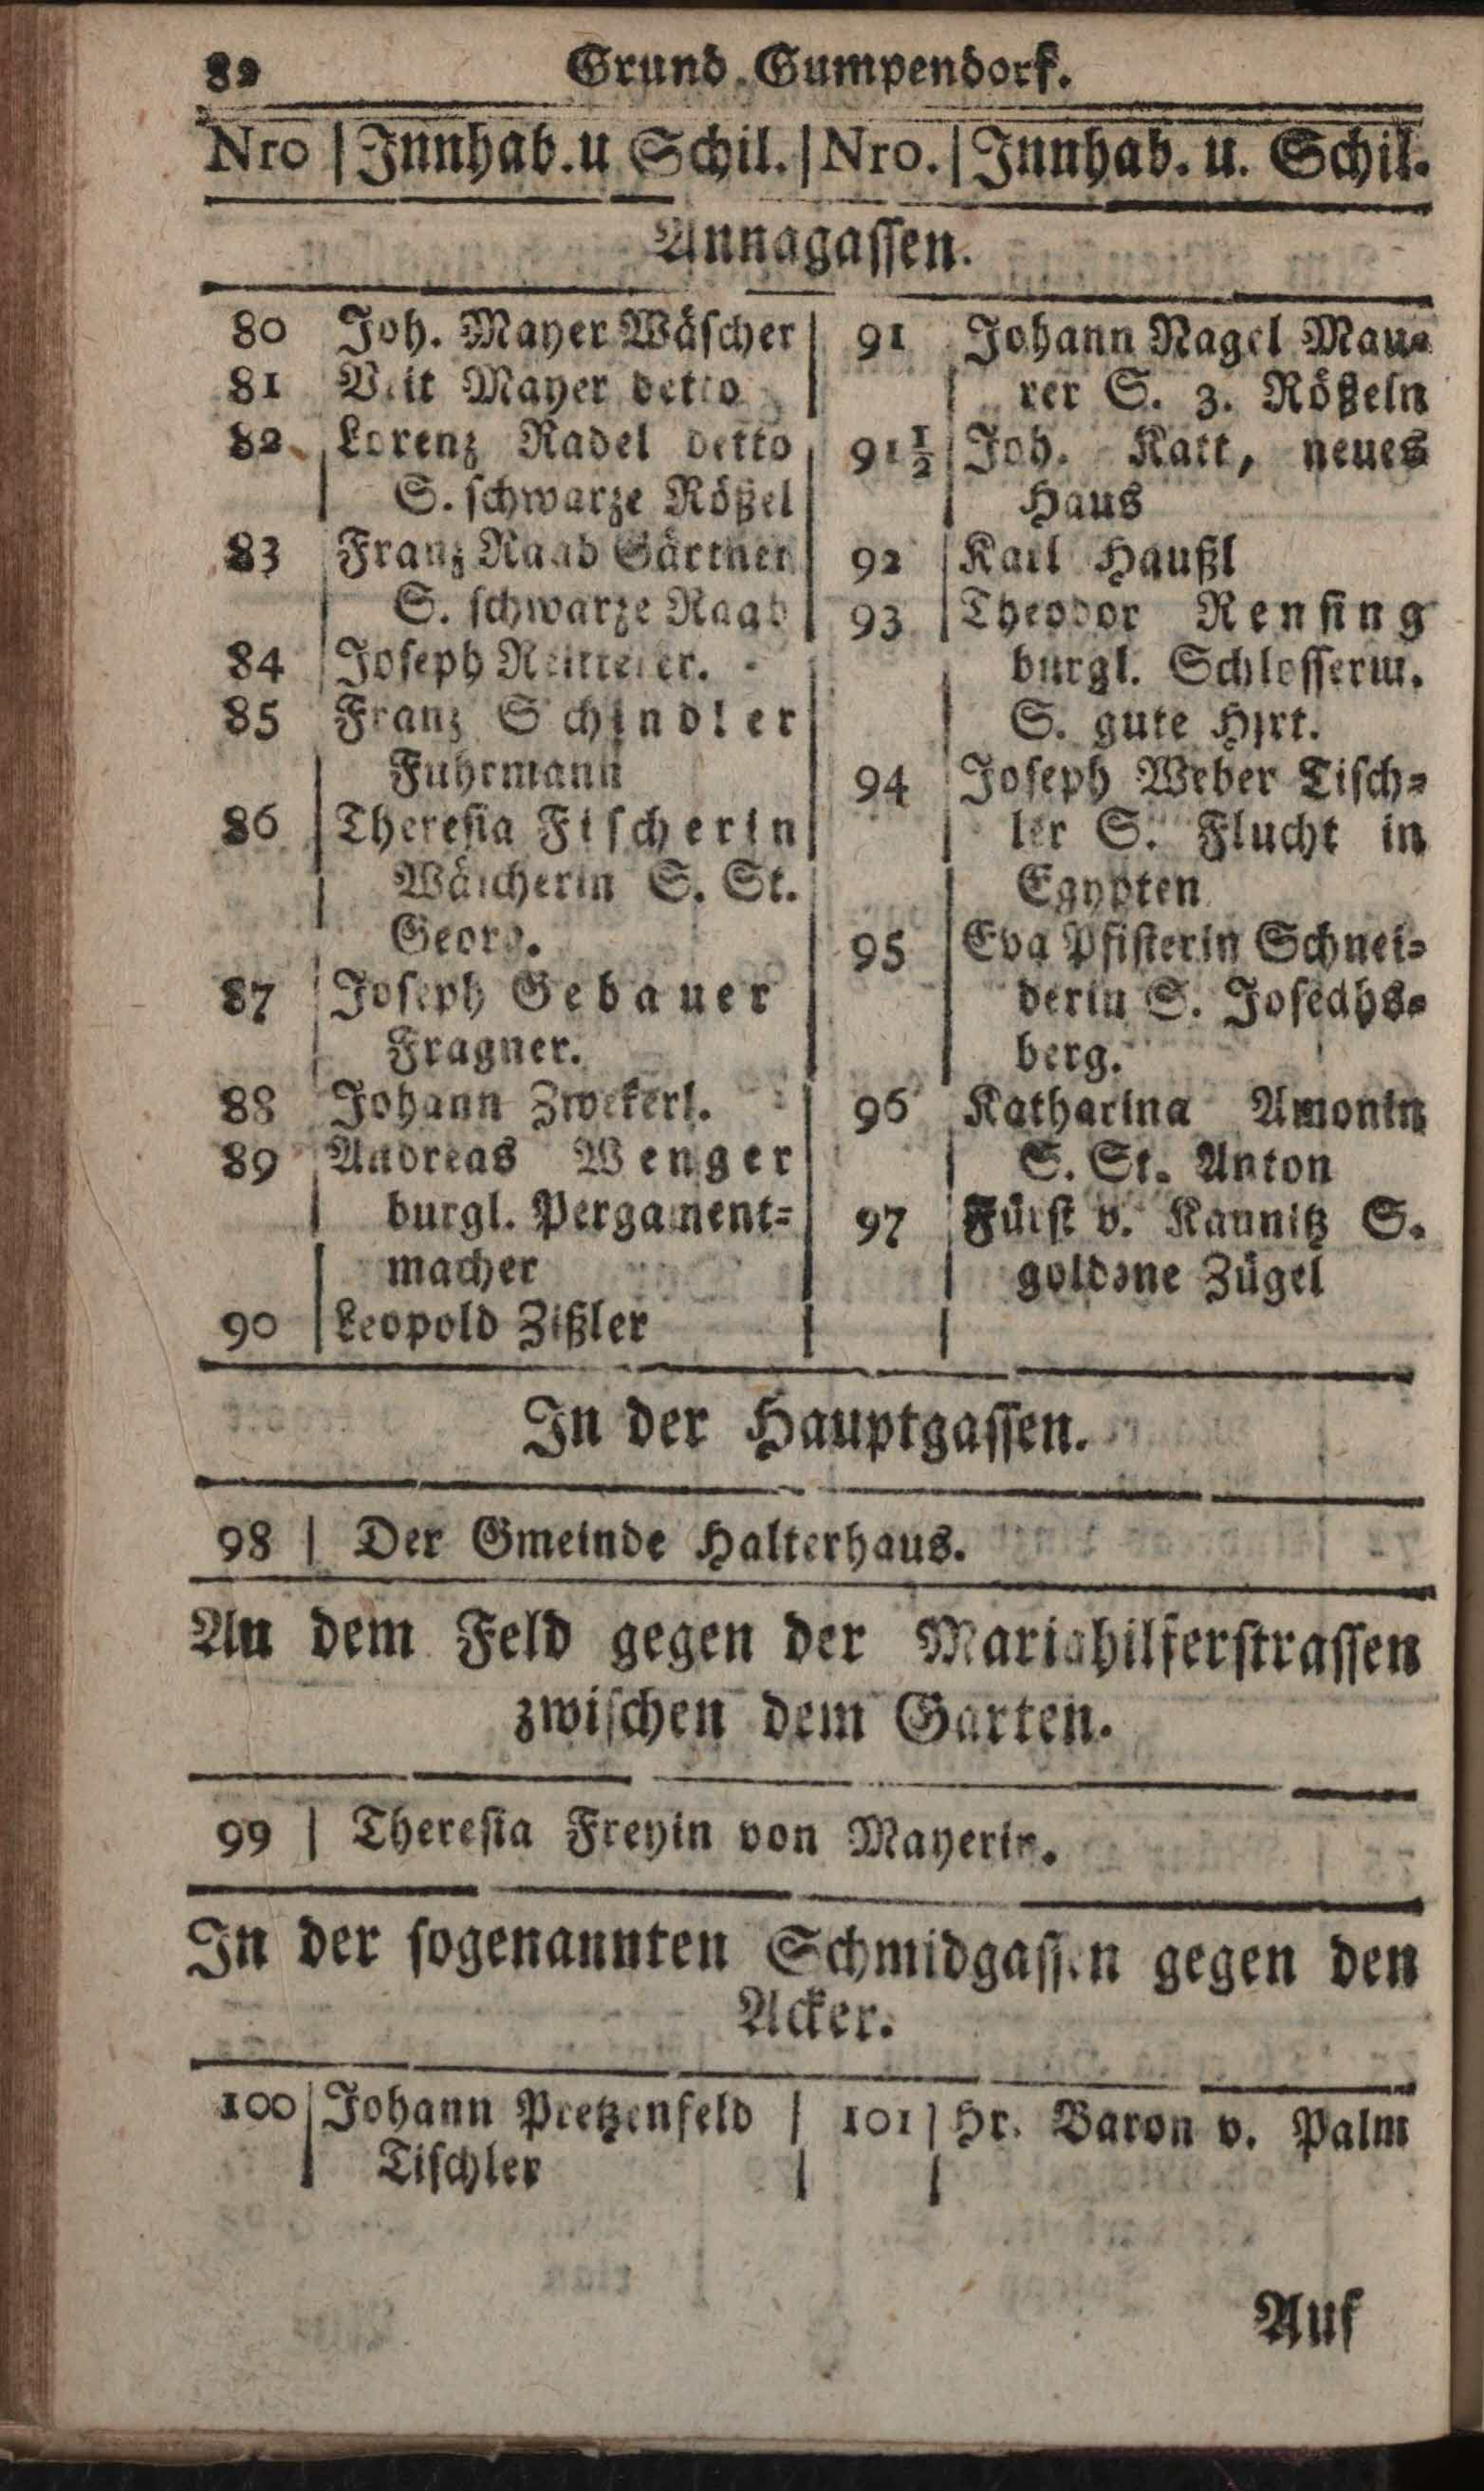 82 Grund Gumpendorf.
Nro | Innhab. u Schil. | Nro. | Innhab. u. Schil.
Annagassen.
80 Joh. Mayer Wäscher
81 Veit Mayer detto
82 Lorenz Radel detto
S. schwarze Rößel
83 Franz Raab Gärtner
S. schwarze Raab
84 Joseph
85 Franz Schindler
Fuhrmann
86 Theresia Fischerin
Wäscherin S. St.
Georg.
87 Joseph Gebauer
Fragner.
88 Johann Zwekerl.
89 Andreas Wenger
burgl. Pergament=
macher
90 Leopold Zißler
91 Johann Nagel Mau=
rer S. z. Rößeln
91 1/2 Joh. Katt, neues
Haus
92 Karl Haußl
93 Theodor Rensing
burgl. Schlosserm.
S. gute Hirt.
94 Joseph Weber Tisch=
ler S. Flucht in
Egypten
95 Eva Pfisterin Schnei=
derin S. Josephs=
berg.
96 Katharina Amonin
S. St. Anton
97 Fürst v. Kaunitz S.
goldene Zügel
In der Hauptgassen.
98 | Der Gmeinde Halterhaus.
An dem Feld gegen der Mariahilferstrassen
zwischen dem Garten.
99 | Theresia Freyin von Mayerin.
In der sogenannten Schmidgassen gegen den
Acker.
100 | Johann Pretzenfeld
Tischler
101 | Hr. Baron v. Palm
Auf